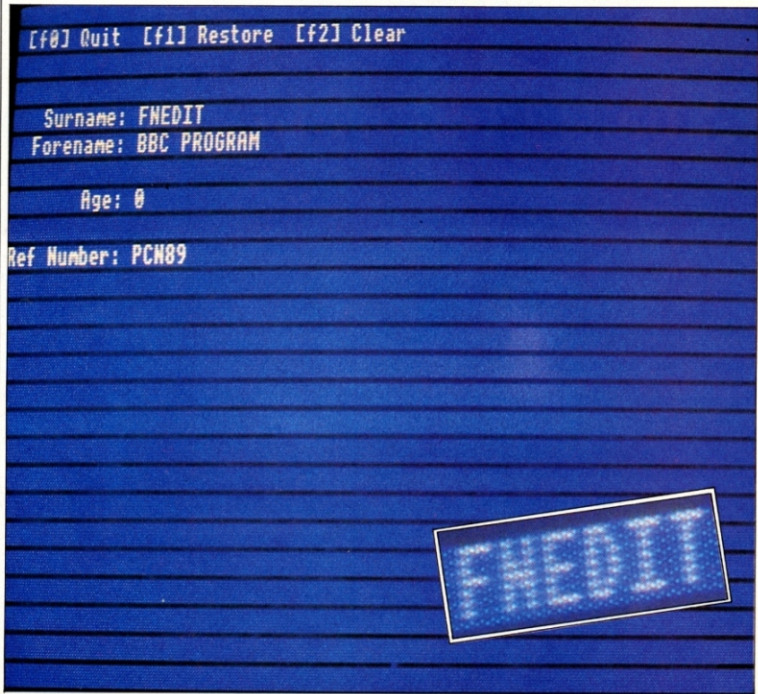 [f0] Quit [f1] Restore [f2] Clear
Surname: FNEDIT
Forename: BBC PROGRAM
Age: 0
Ref Number: PCN89
FNEDIT